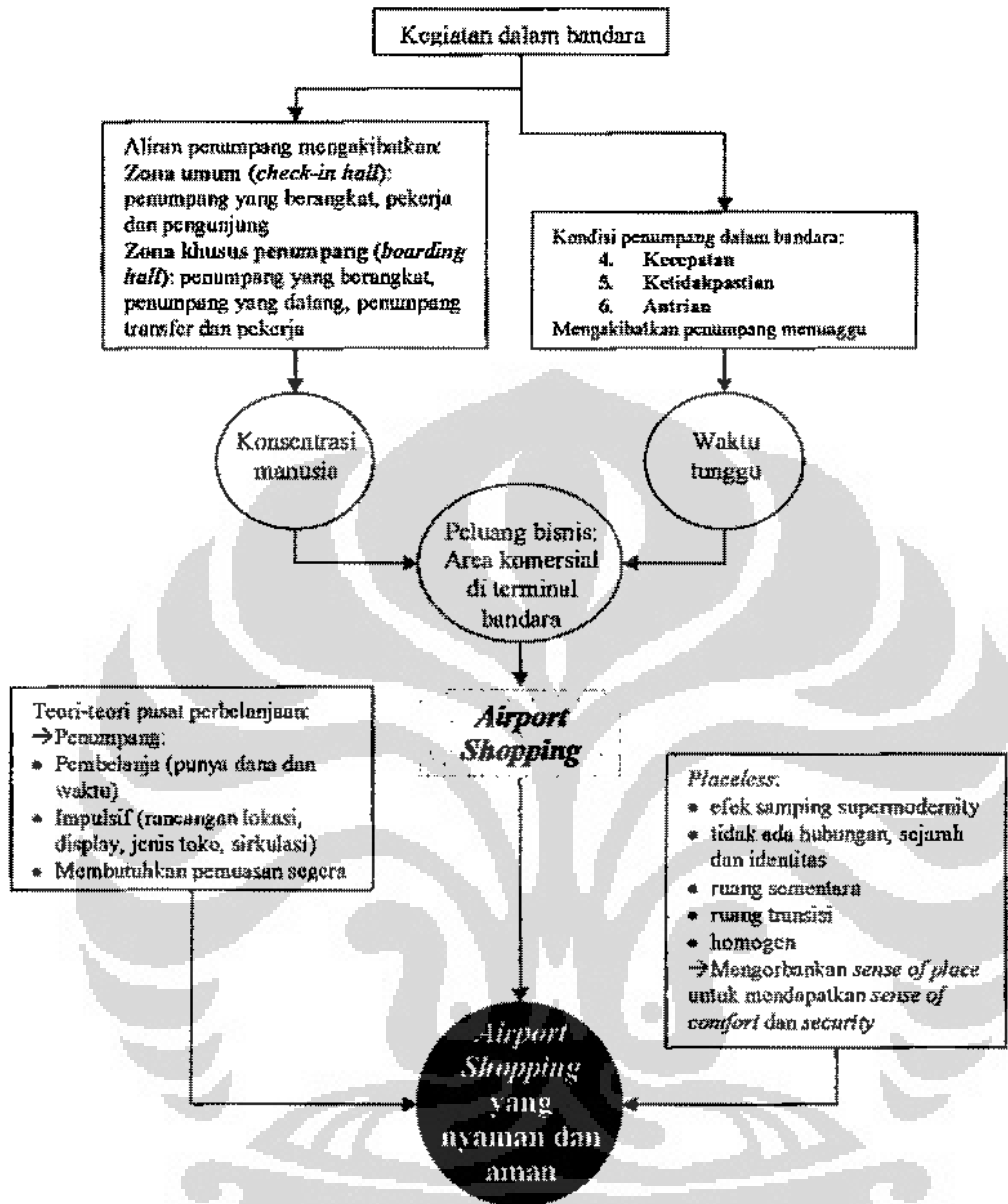 Kegiatan dalam bandara
Aliran penumpang mengakibatkan:
Zona umum (check-in hall):
penumpang yang berangkat, pekerja
dan pengunjung
Zona khusus penumpang (boarding
hall): penumpang yang berangkat,
penumpang yang datang, penumpang
transfer dan pekerja
Kondisi penumpang dalam bandara:
4. Kecepatan
5. Ketidakpastian
6. Antrian
Mengakibatkan penumpang menunggu
Konsentrasi
manusia
Waktu
tunggu
Peluang bisnis:
Area komersial
di terminal
bandara
Airport
Shopping
Teori-teori pusat perbelanjaan:
→Penumpang:
• Pembelanja (punya dana dan
waktu)
• Impulsif (rancangan lokasi,
display, jenis toko, sirkulasi)
• Membutuhkan pemuasan segera
Placeless:
• efek samping supermodernity
• tidak ada hubungan, sejarah
dan identitas
• ruang sementara
• ruang transisi
• homogen
→Mengorbankan sense of place
untuk mendapatkan sense of
comfort dan security
Airport
Shopping
yang
nyaman dan
aman